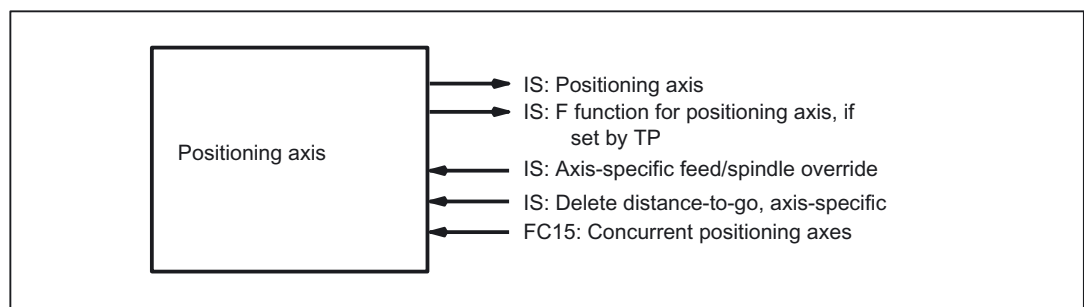 Positioning axis
IS: Positioning axis
IS: F function for positioning axis, if
set by TP
IS: Axis-specific feed/spindle override
IS: Delete distance-to-go, axis-specific
FC15: Concurrent positioning axes